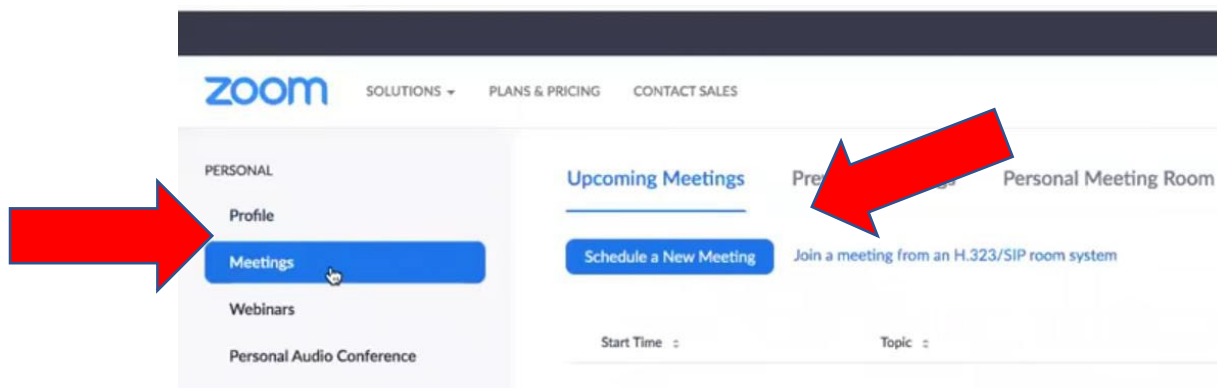 zoom SOLUTIONS PLANS & PRICING CONTACT SALES
PERSONAL
Profile
Meetings
Webinars
Personal Audio Conference
Upcoming Meetings Personal Meeting Room
Schedule a New Meeting Join a meeting from an H.323/SIP room system
Start Time Topic